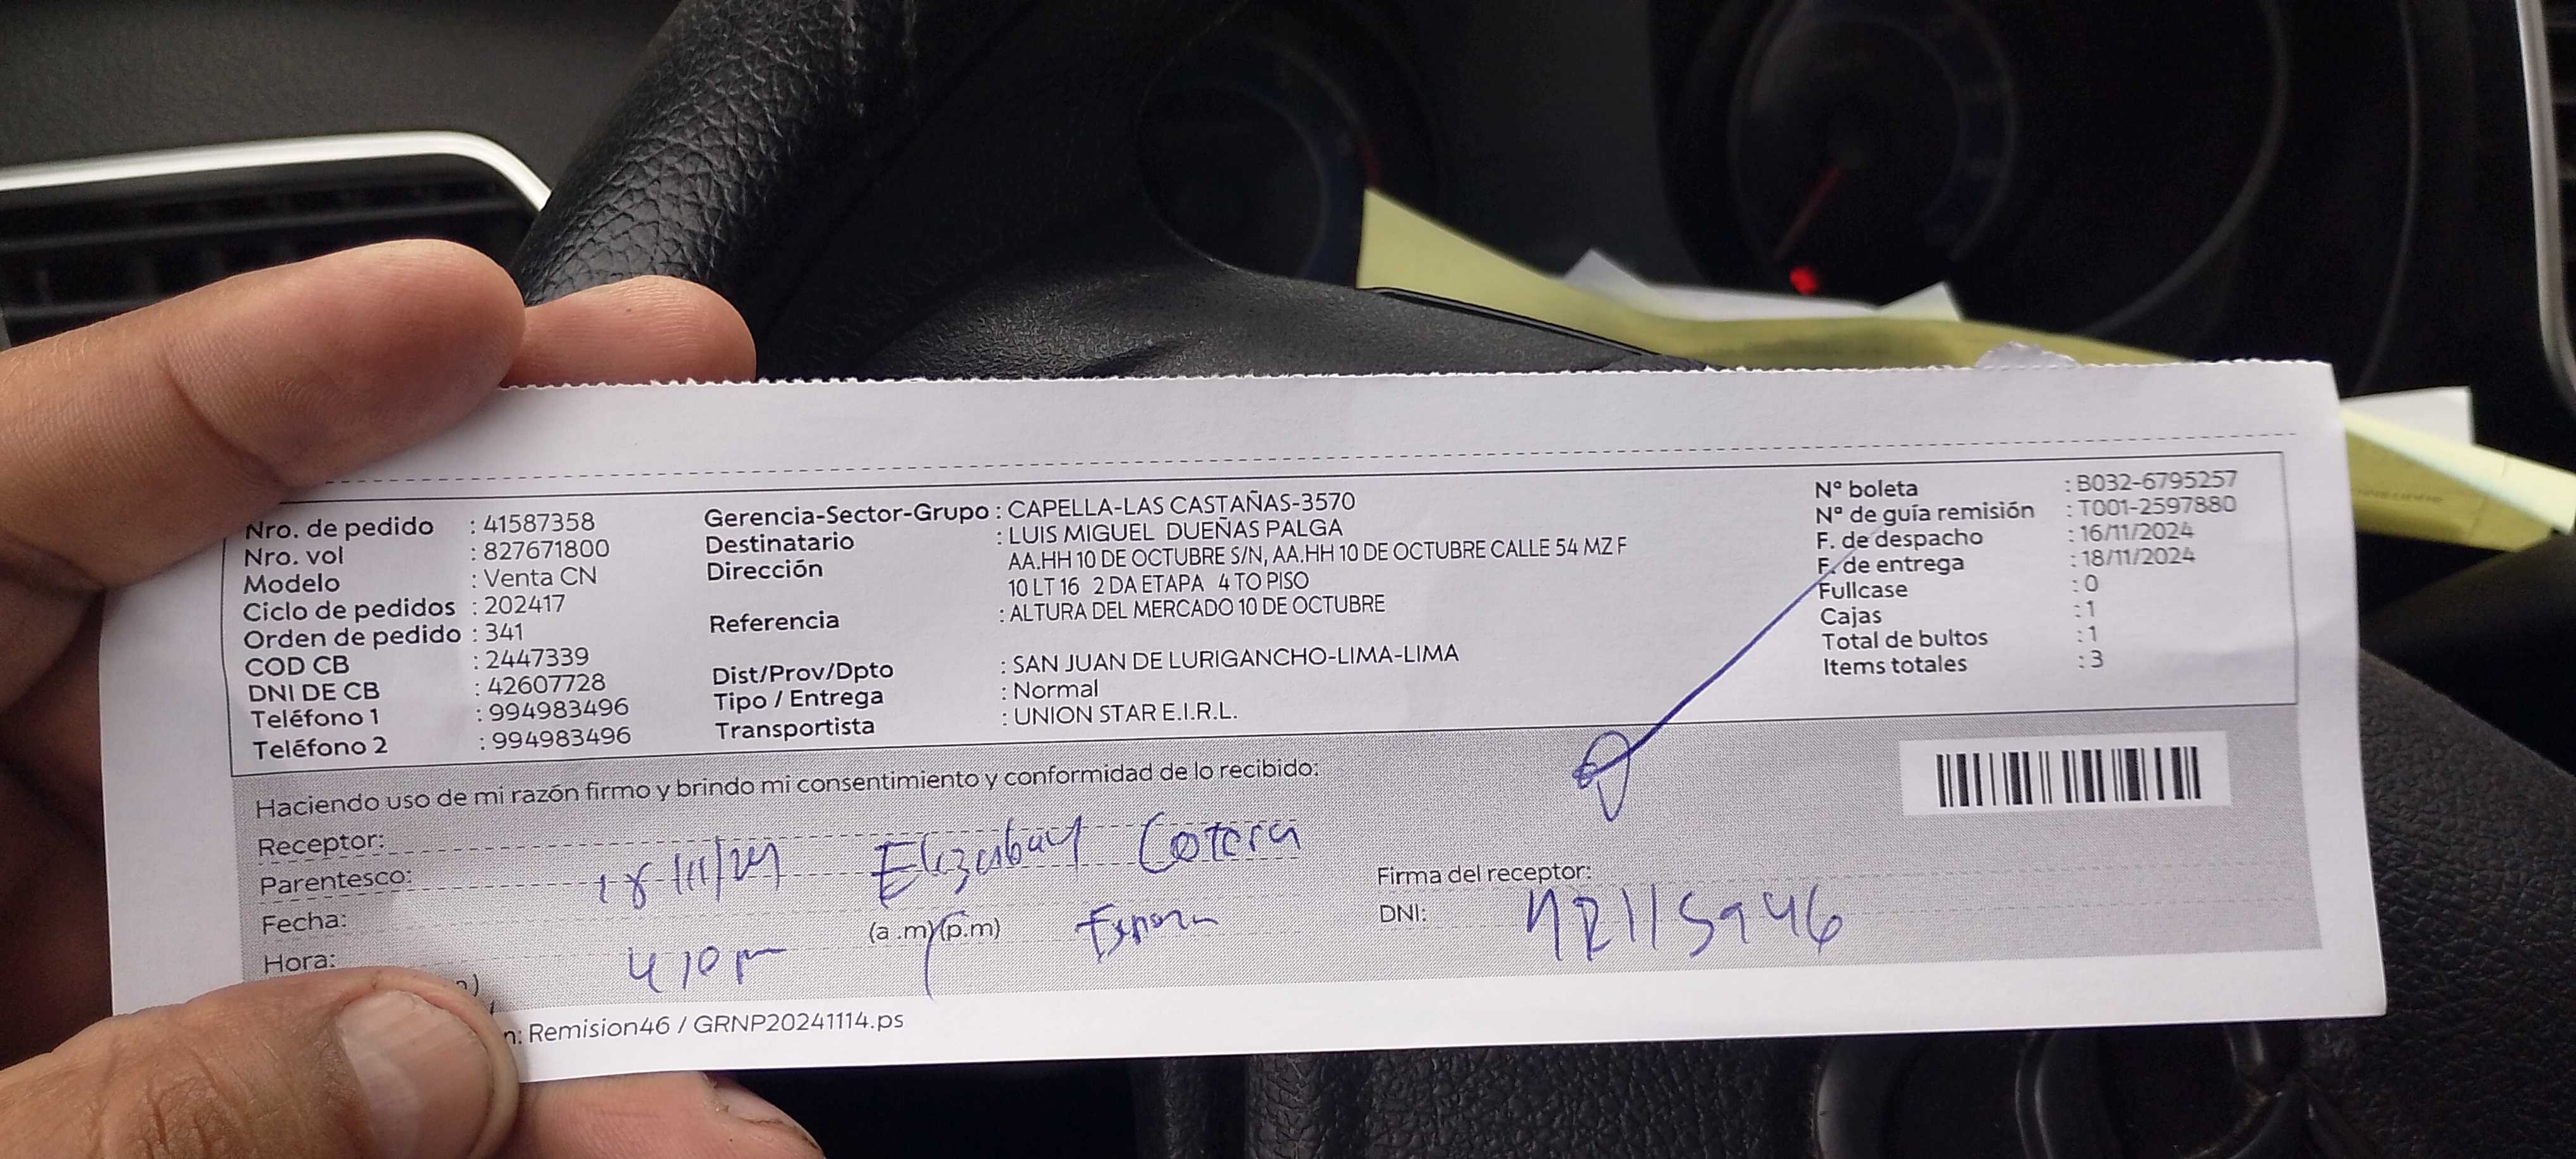 Nro. de pedido : 41587358
Nro. vol : 827671800
Modelo : Venta CN
Ciclo de pedidos : 202417
Orden de pedido : 341
COD CB : 2447339
DNI DE CB : 42607728
Teléfono 1 : 994983496
Teléfono 2 : 994983496
Gerencia-Sector-Grupo : CAPELLA-LAS CASTAÑAS-3570
Destinatario : LUIS MIGUEL DUEÑAS PALGA
Dirección AA.HH 10 DE OCTUBRE S/N, AA.HH 10 DE OCTUBRE CALLE 54 MZ F
10 LT 16 2 DA ETAPA 4 TO PISO
Referencia : ALTURA DEL MERCADO 10 DE OCTUBRE
Dist/Prov/Dpto : SAN JUAN DE LURIGANCHO-LIMA-LIMA
Tipo / Entrega : Normal
Transportista : UNION STAR E.I.R.L.
Nº boleta : B032-6795257
Nº de guía remisión : T001-2597880
F. de despacho : 16/11/2024
F. de entrega : 18/11/2024
Fullcase : 0
Cajas : 1
Total de bultos : 1
Items totales : 3
Haciendo uso de mi razón firmo y brindo mi consentimiento y conformidad de lo recibido:
Receptor:
Parentesco: 18/11/24 Cotera
Fecha:
(a .m)(p.m)
Hora: 4 10 pm
Firma del receptor:
DNI:
n: Remision46 / GRNP20241114.ps